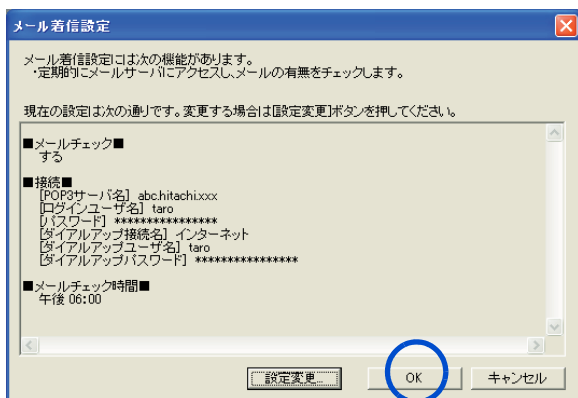 メール着信設定
メール着信設定には次の機能があります。
・定期的にメールサーバにアクセスし、メールの有無をチェックします。
現在の設定は次の通りです。変更する場合は[設定変更]ボタンを押してください。
■メールチェック■
する
■接続■
[POP3サーバ名] abc.hitachi.xxx
[ログインユーザ名] taro
[パスワード] ****************
[ダイアルアップ接続名] インターネット
[ダイアルアップユーザ名] taro
[ダイアルアップパスワード] ****************
■メールチェック時間■
午後 06:00
設定変更... OK キャンセル